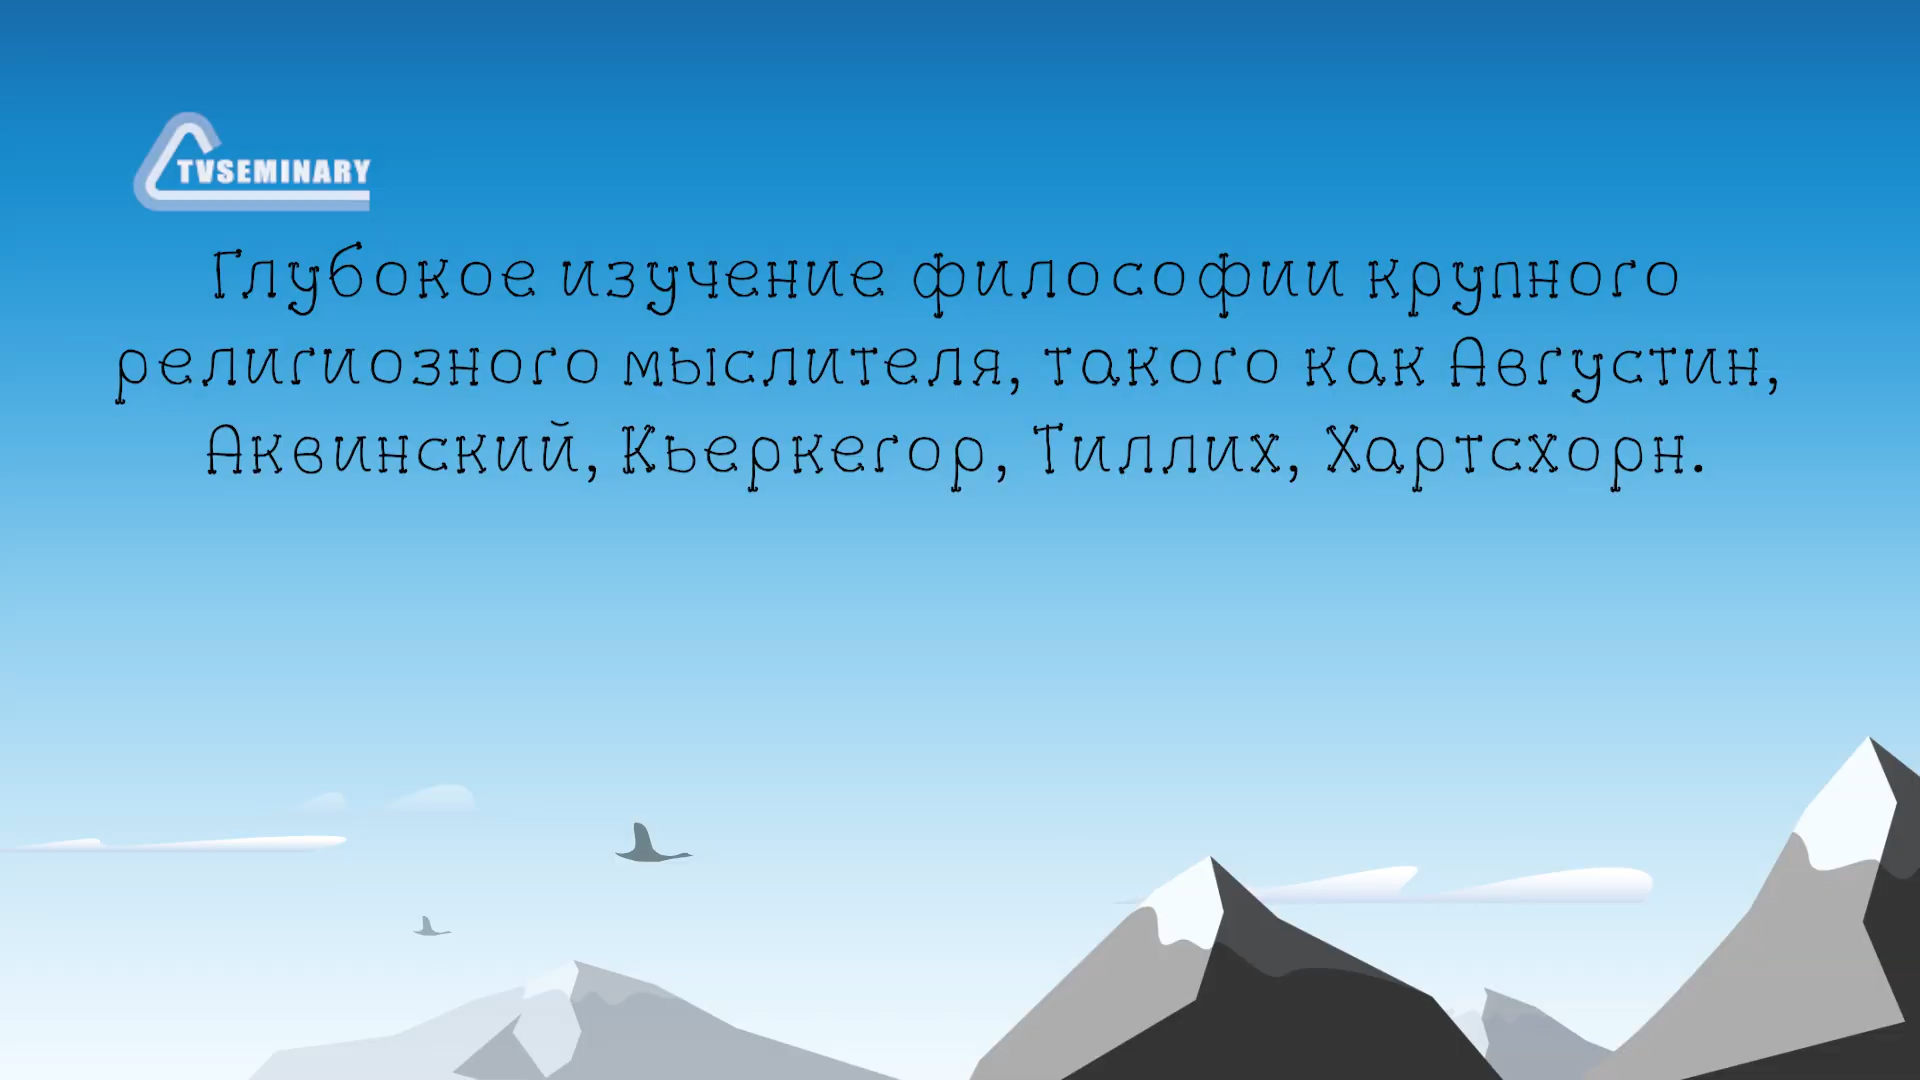 TVSEMINARY
Глубокое изучение философии крупного
религиозного мыслителя, такого как Августин,
Аквинский, Кьеркегор, Тиллих, Хартсхорн.